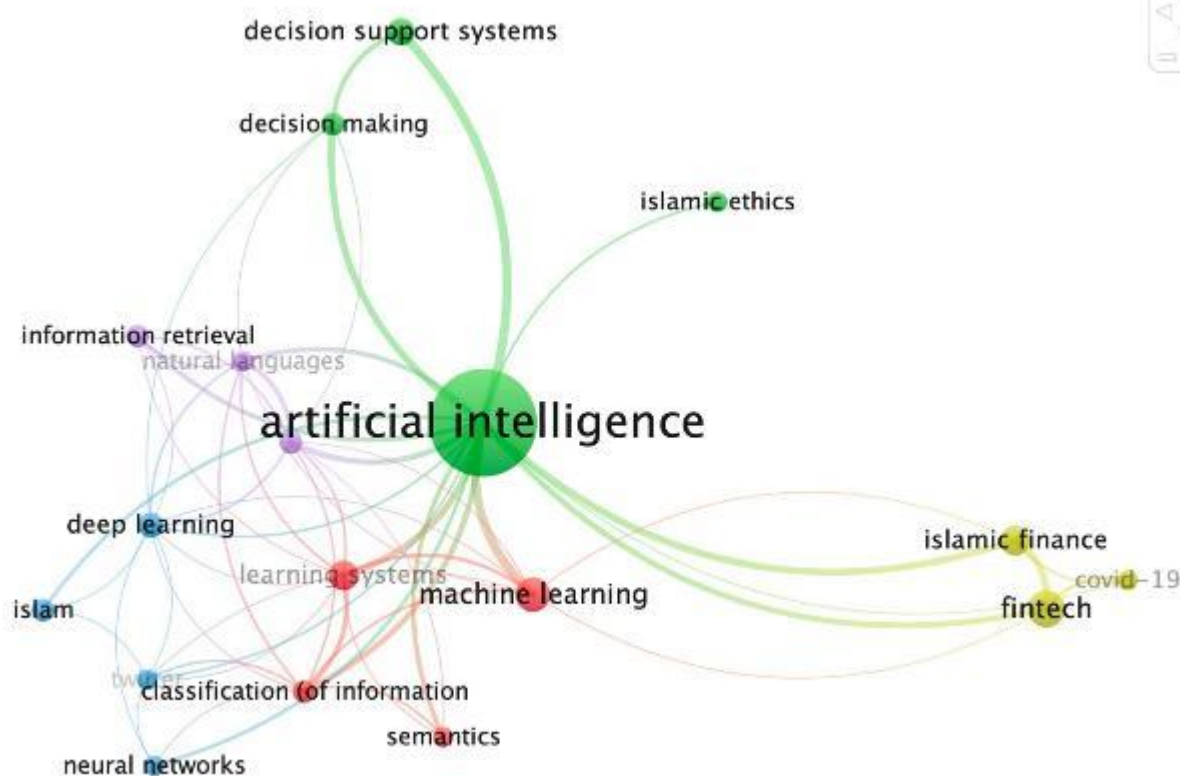 decision support systems
decision making
islamic ethics
information retrieval
natural languages
artificial intelligence
deep learning
islamic finance
learning systems
covid-19
machine learning
islam
fintech
twitter
classification (of information
semantics
neural networks